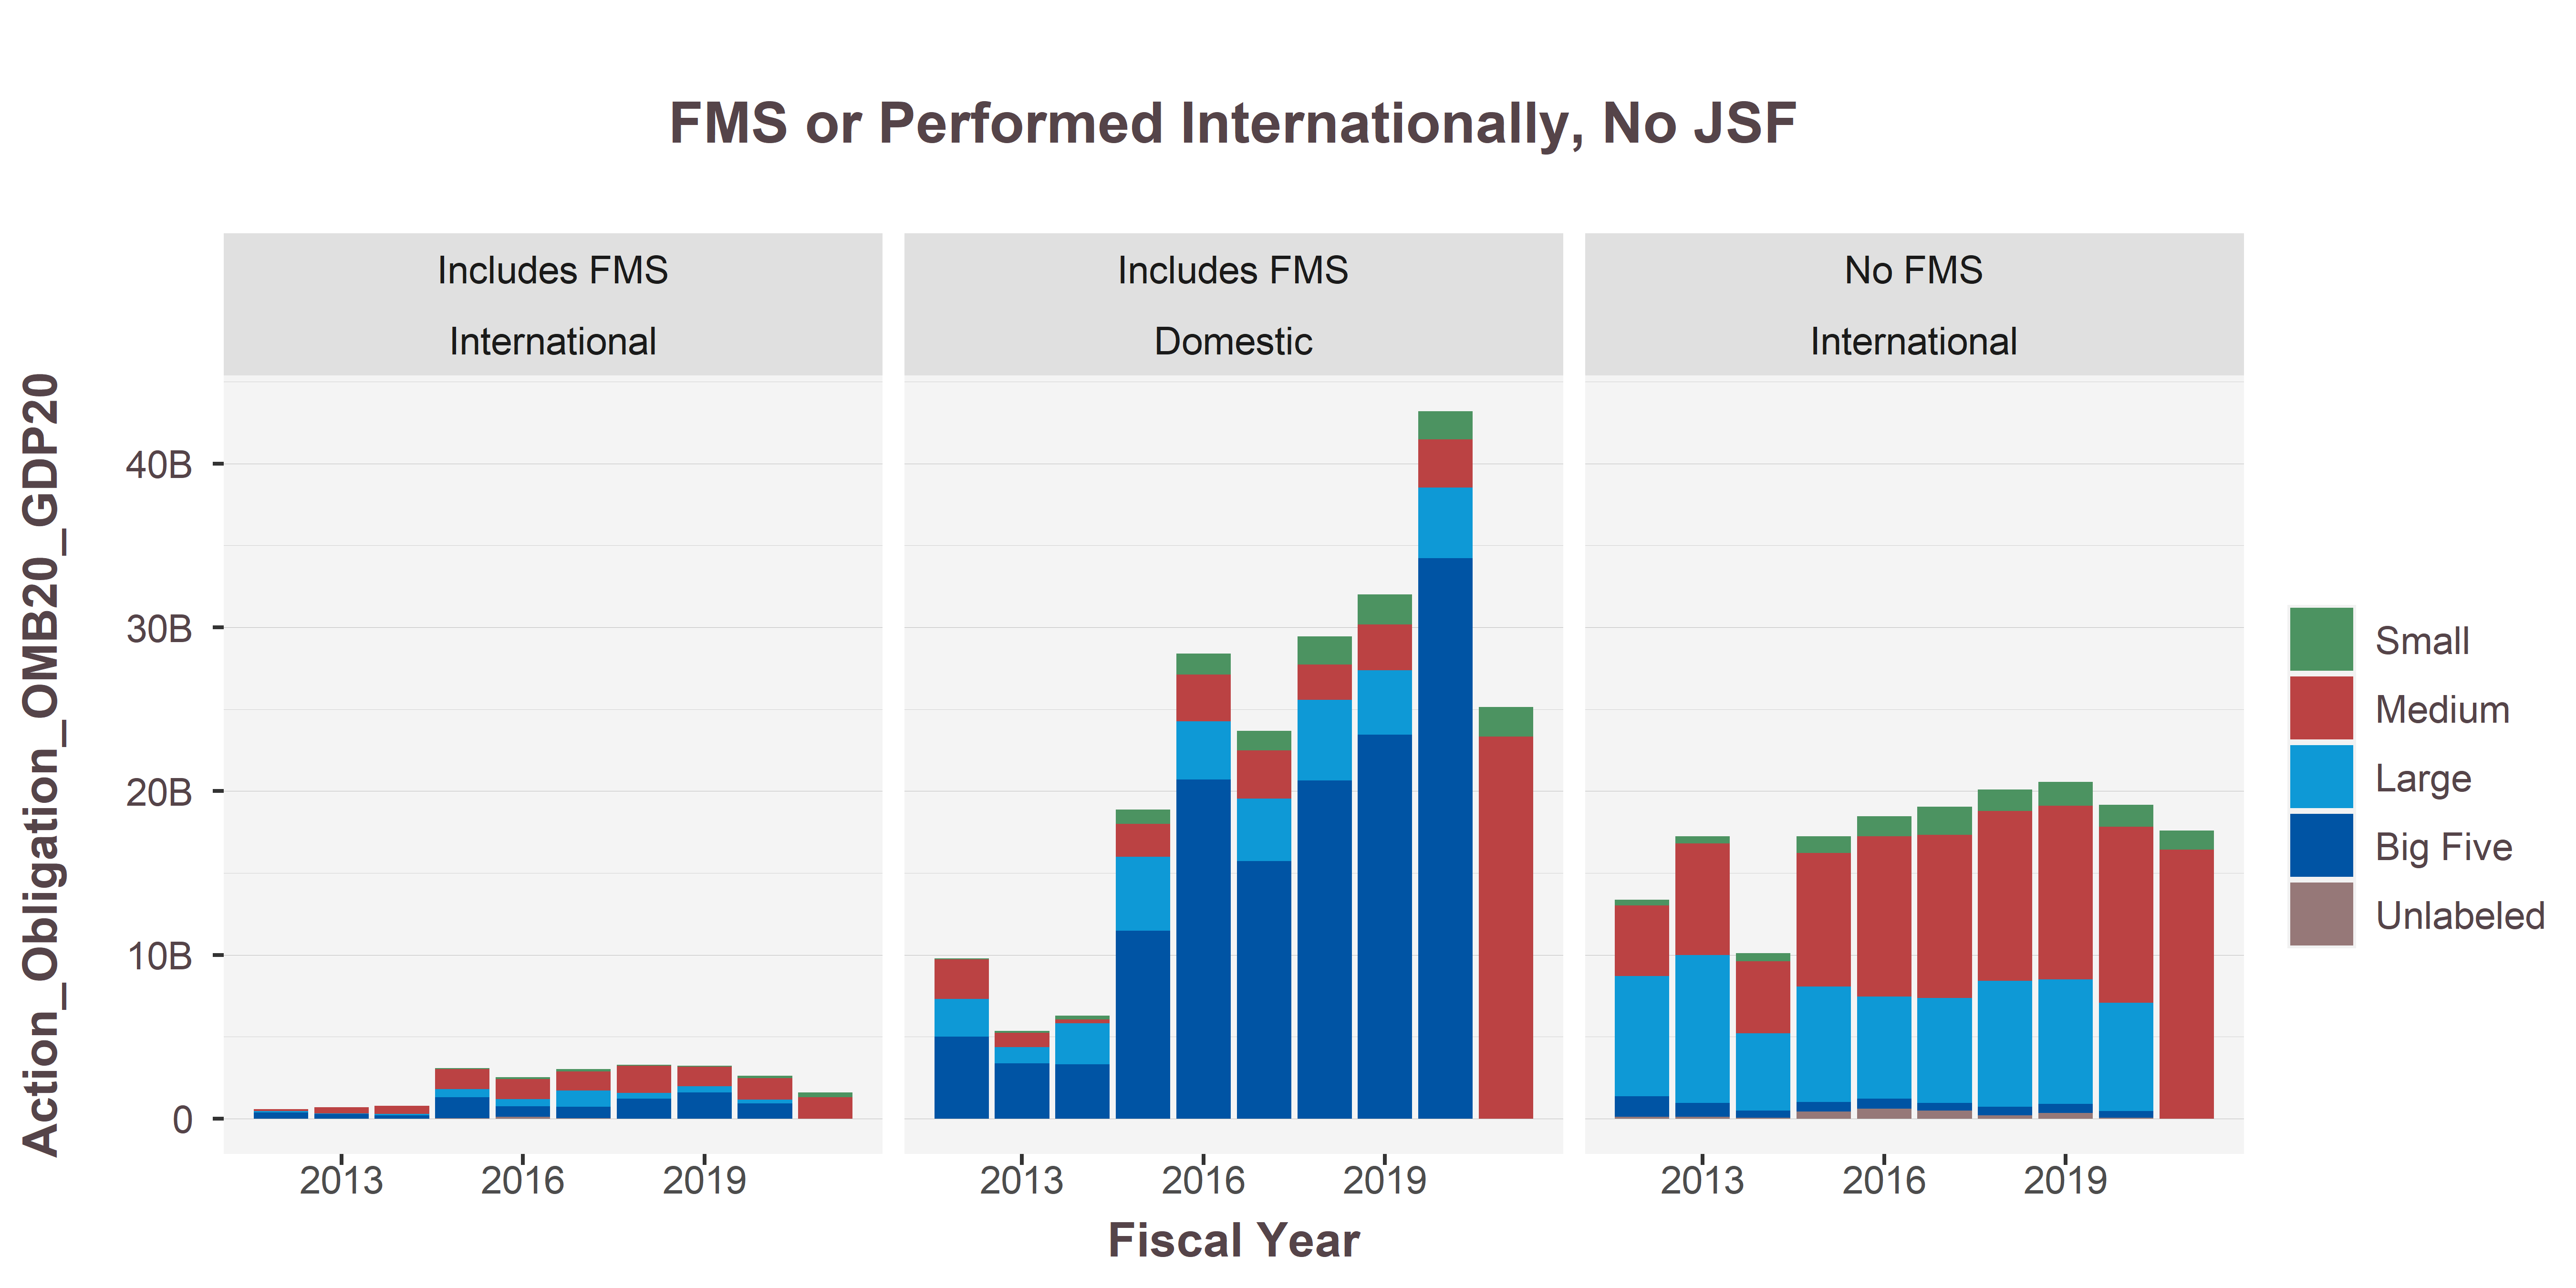 FMS or Performed Internationally, No JSF
Includes FMS
International
Includes FMS
Domestic
No FMS
International
Action_Obligation_OMB20_GDP20
40B
30B
20B
10B
0
2013
2016
2019
2013
2016
2019
2013
2016
2019
Fiscal Year
Small
Medium
Large
Big Five
Unlabeled